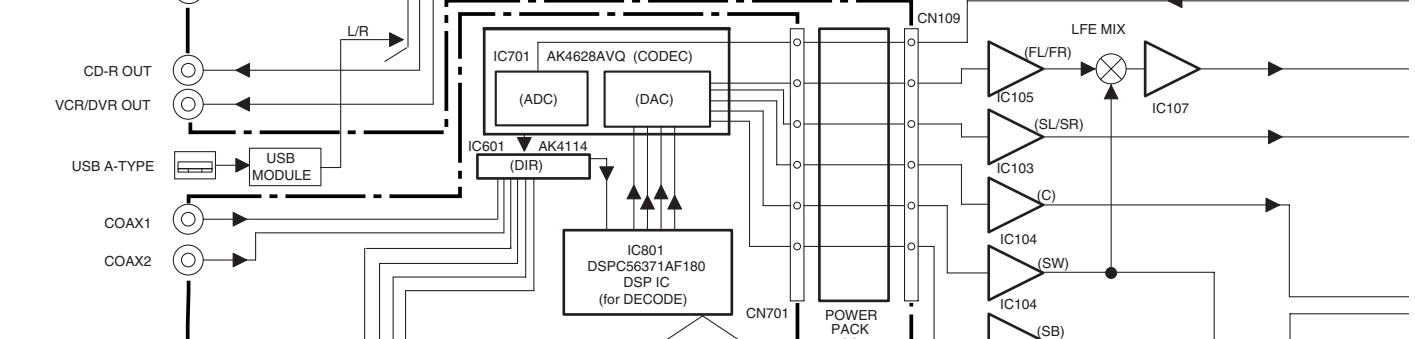 CN109
L/R
LFE MIX
IC701 AK4628AVQ (CODEC)
(FL/FR)
CD-R OUT
(ADC)
(DAC)
VCR/DVR OUT
IC105
IC107
(SL/SR)
IC601 AK4114
USB A-TYPE
USB
MODULE
(DIR)
IC103
(C)
COAX1
IC104
COAX2
IC801
DSPC56371AF180
DSP IC
(for DECODE)
(SW)
IC104
CN701
POWER
PACK
(SB)